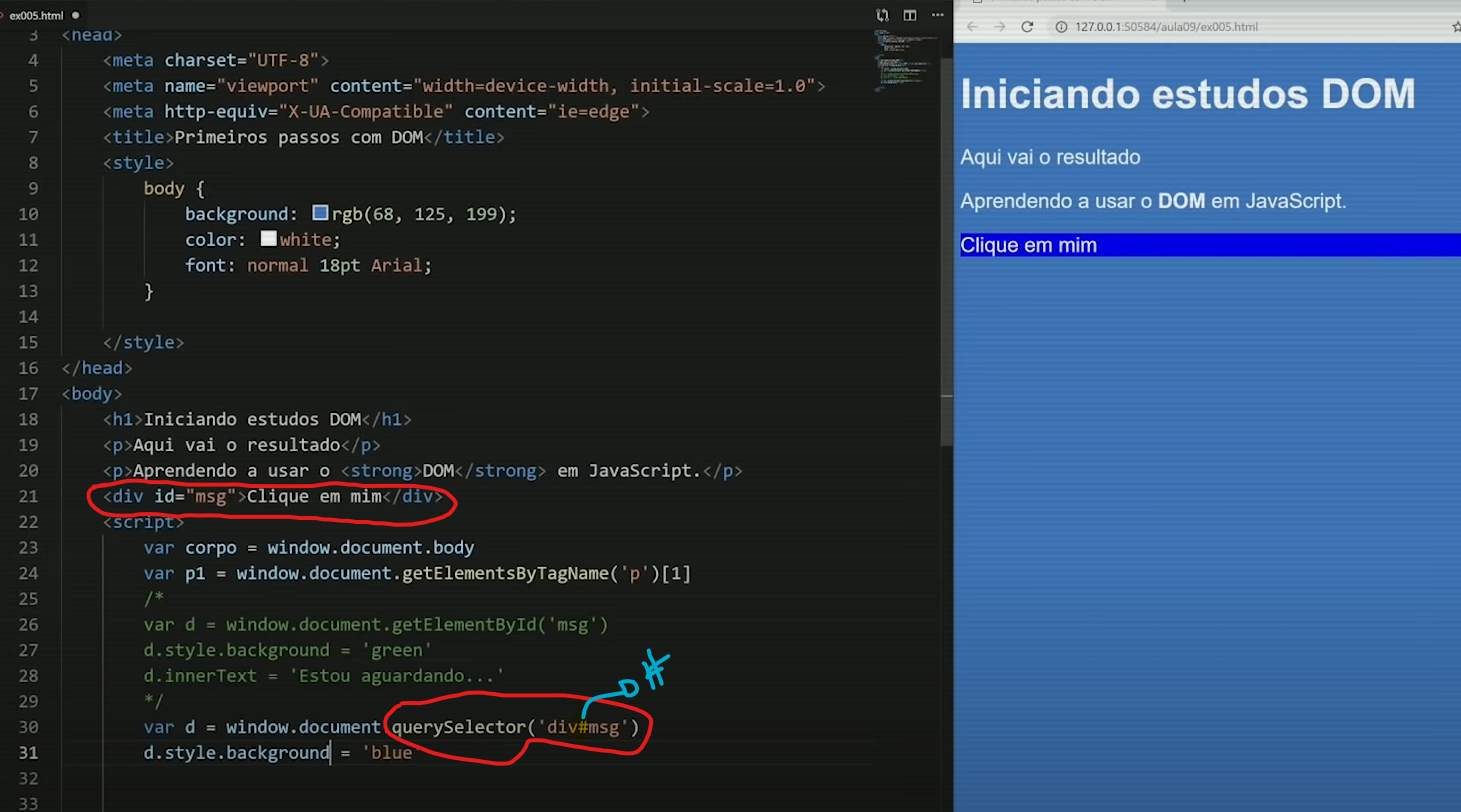 ex005.html
127.0.0.1:50584/aula09/ex005.html
3 <head>
4 <meta charset="UTF-8">
5 <meta name="viewport" content="width=device-width, initial-scale=1.0">
6 <meta http-equiv="X-UA-Compatible" content="ie=edge">
7 <title>Primeiros passos com DOM</title>
8 <style>
9 body {
10 background: rgb(68, 125, 199);
11 color: white;
12 font: normal 18pt Arial;
13 }
14
15 </style>
16 </head>
17 <body>
18 <h1>Iniciando estudos DOM</h1>
19 <p>Aqui vai o resultado</p>
20 <p>Aprendendo a usar o <strong>DOM</strong> em JavaScript.</p>
21 <div id="msg">Clique em mim</div>
22 <script>
23 var corpo = window.document.body
24 var p1 = window.document.getElementsByTagName('p')[1]
25 /*
26 var d = window.document.getElementById('msg')
27 d.style.background = 'green'
28 d.innerText = 'Estou aguardando...'
29 */
#
30 var d = window.document.querySelector('div#msg')
31 d.style.background = 'blue
32
33
Iniciando estudos DOM
Aqui vai o resultado
Aprendendo a usar o DOM em JavaScript.
Clique em mim